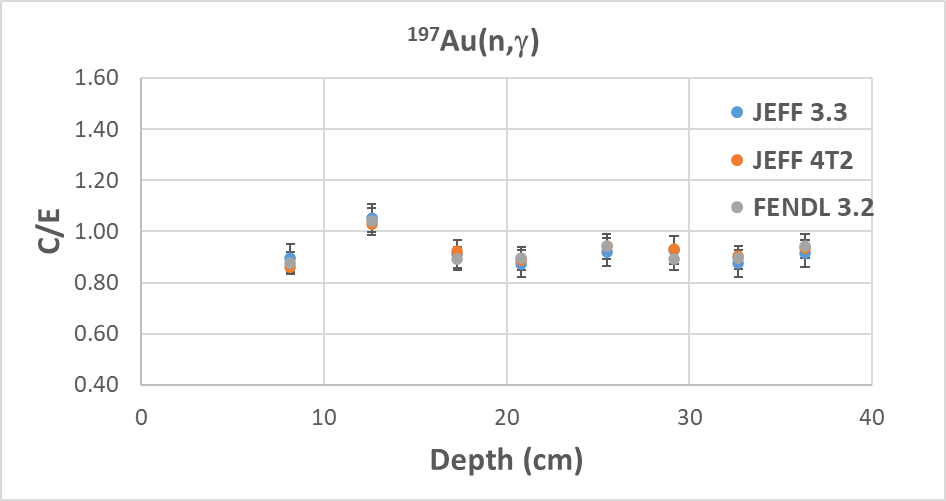 ¹⁹⁷Au(n,γ)
1.60
1.40
1.20
1.00
0.80
0.60
0.40
C/E
JEFF 3.3
JEFF 4T2
FENDL 3.2
0 10 20 30 40
Depth (cm)